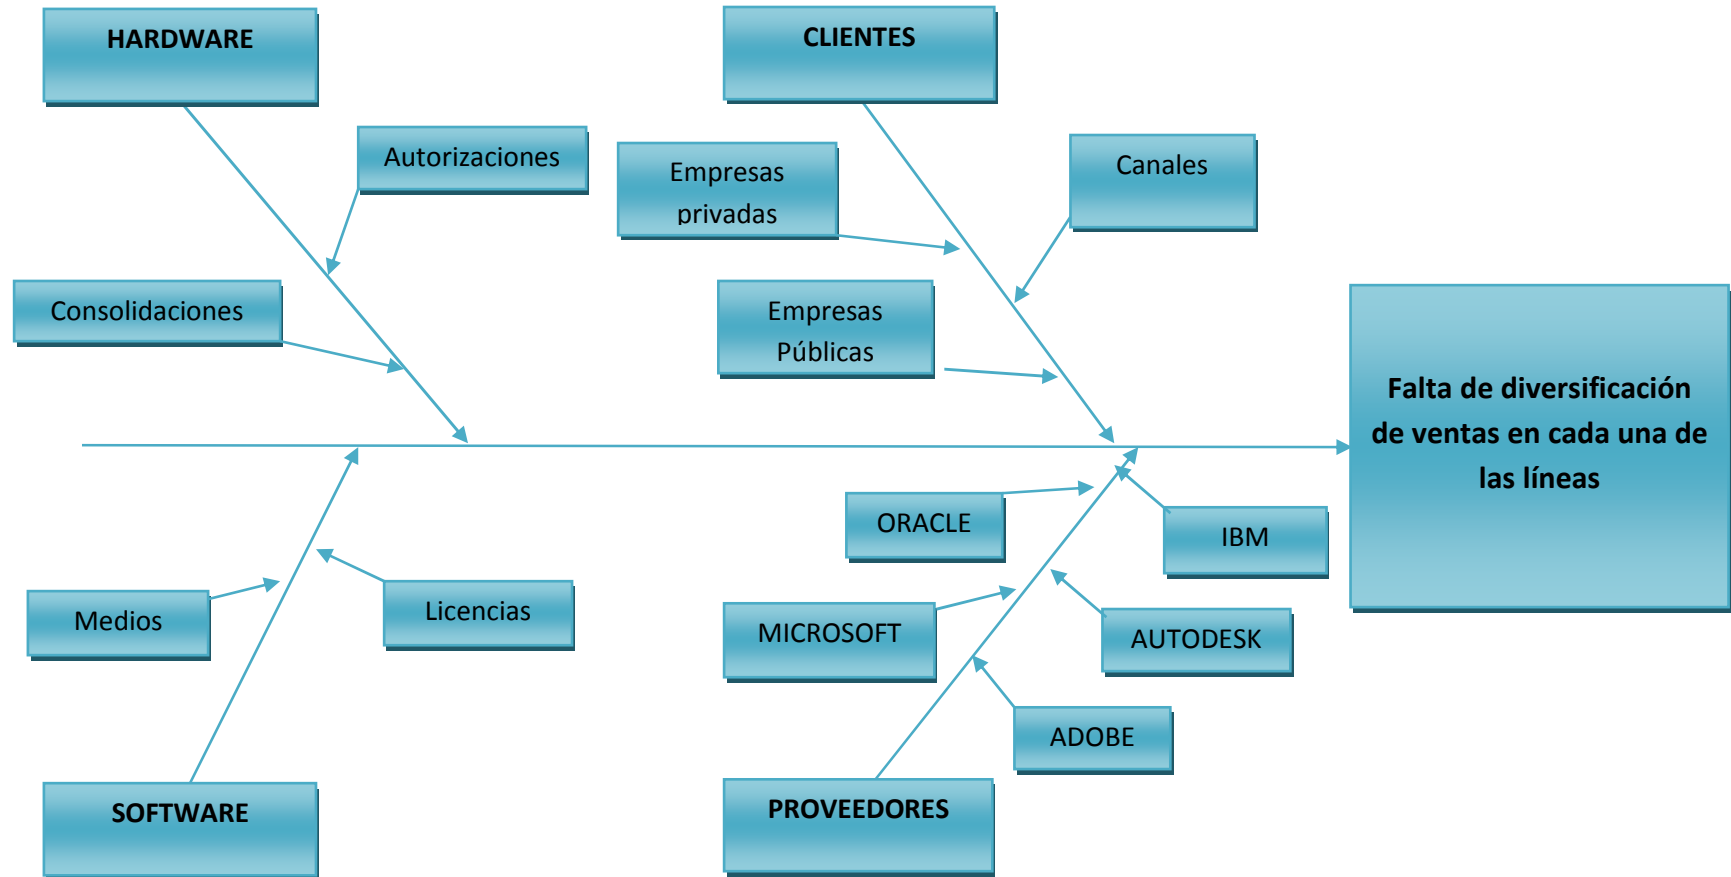 HARDWARE
CLIENTES
Autorizaciones
Empresas
privadas
Canales
Consolidaciones
Empresas
Públicas
Falta de diversificación
de ventas en cada una de
las líneas
ORACLE
IBM
Medios
Licencias
MICROSOFT
AUTODESK
ADOBE
SOFTWARE
PROVEEDORES